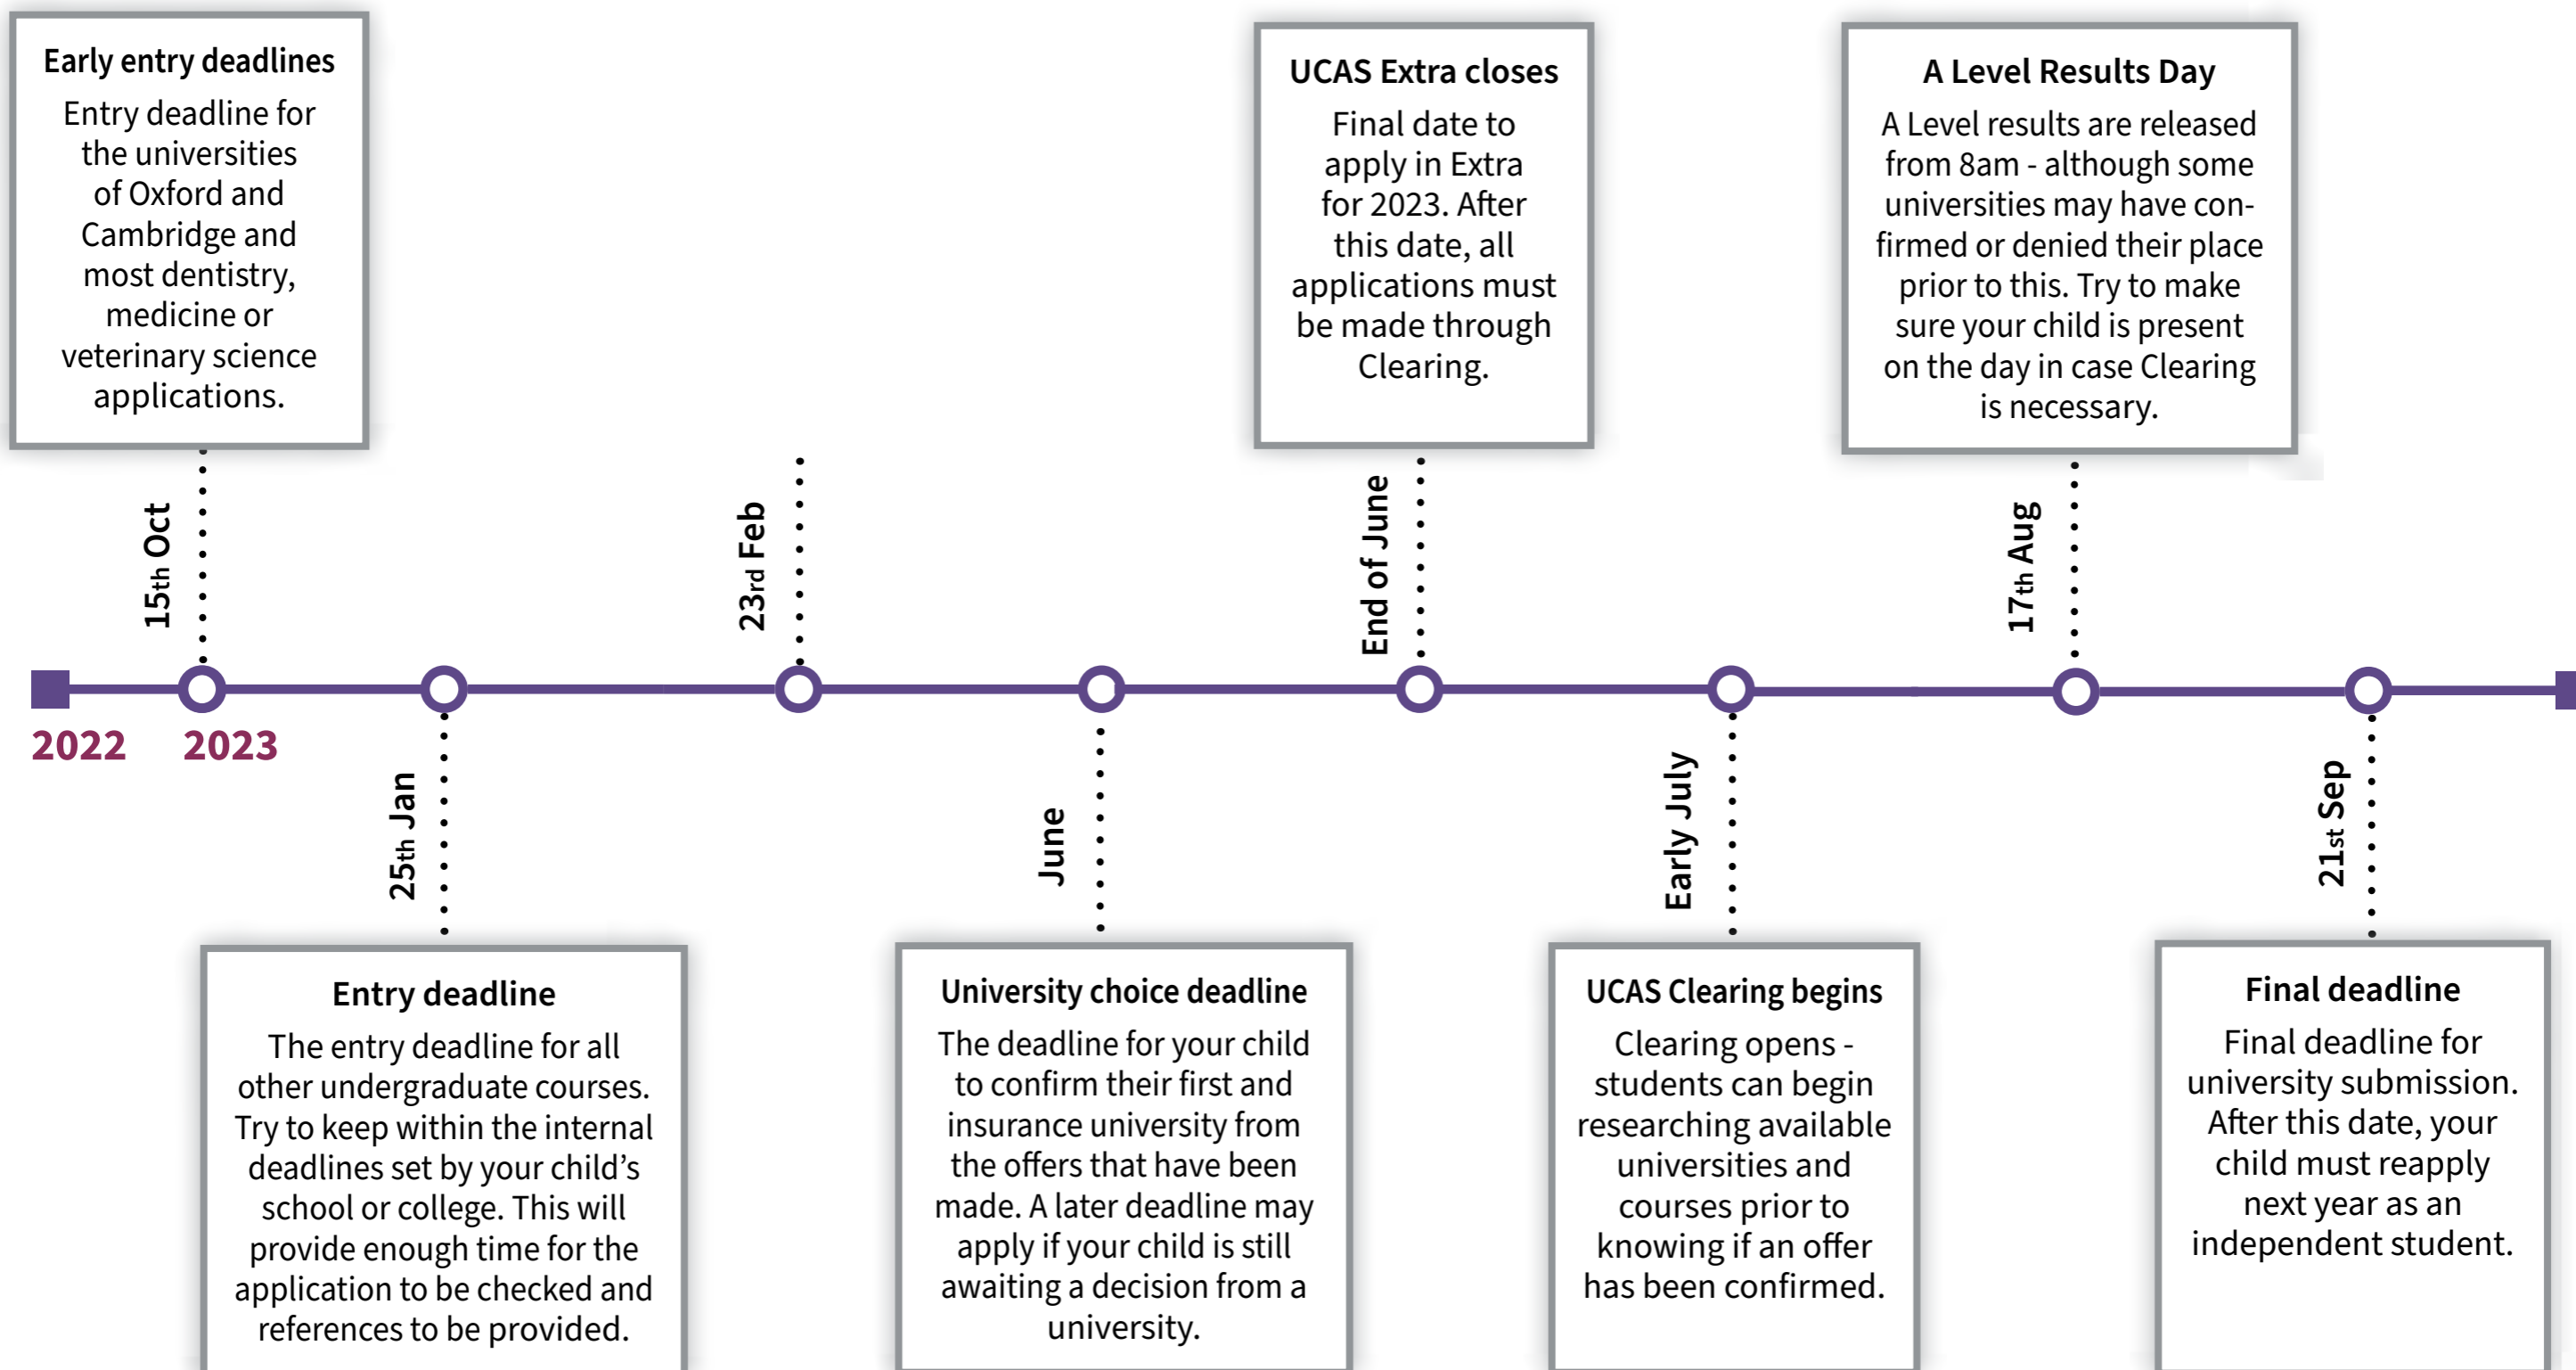 Early entry deadlines
Entry deadline for
the universities
of Oxford and
Cambridge and
most dentistry,
medicine or
veterinary science
applications.
UCAS Extra closes
Final date to
apply in Extra
for 2023. After
this date, all
applications must
be made through
Clearing.
A Level Results Day
A Level results are released
from 8am - although some
universities may have con-
firmed or denied their place
prior to this. Try to make
sure your child is present
on the day in case Clearing
is necessary.
15th Oct
23rd Feb
End of June
17th Aug
2022
2023
25th Jan
June
Early July
21st Sep
Entry deadline
The entry deadline for all
other undergraduate courses.
Try to keep within the internal
deadlines set by your child’s
school or college. This will
provide enough time for the
application to be checked and
references to be provided.
University choice deadline
The deadline for your child
to confirm their first and
insurance university from
the offers that have been
made. A later deadline may
apply if your child is still
awaiting a decision from a
university.
UCAS Clearing begins
Clearing opens -
students can begin
researching available
universities and
courses prior to
knowing if an offer
has been confirmed.
Final deadline
Final deadline for
university submission.
After this date, your
child must reapply
next year as an
independent student.